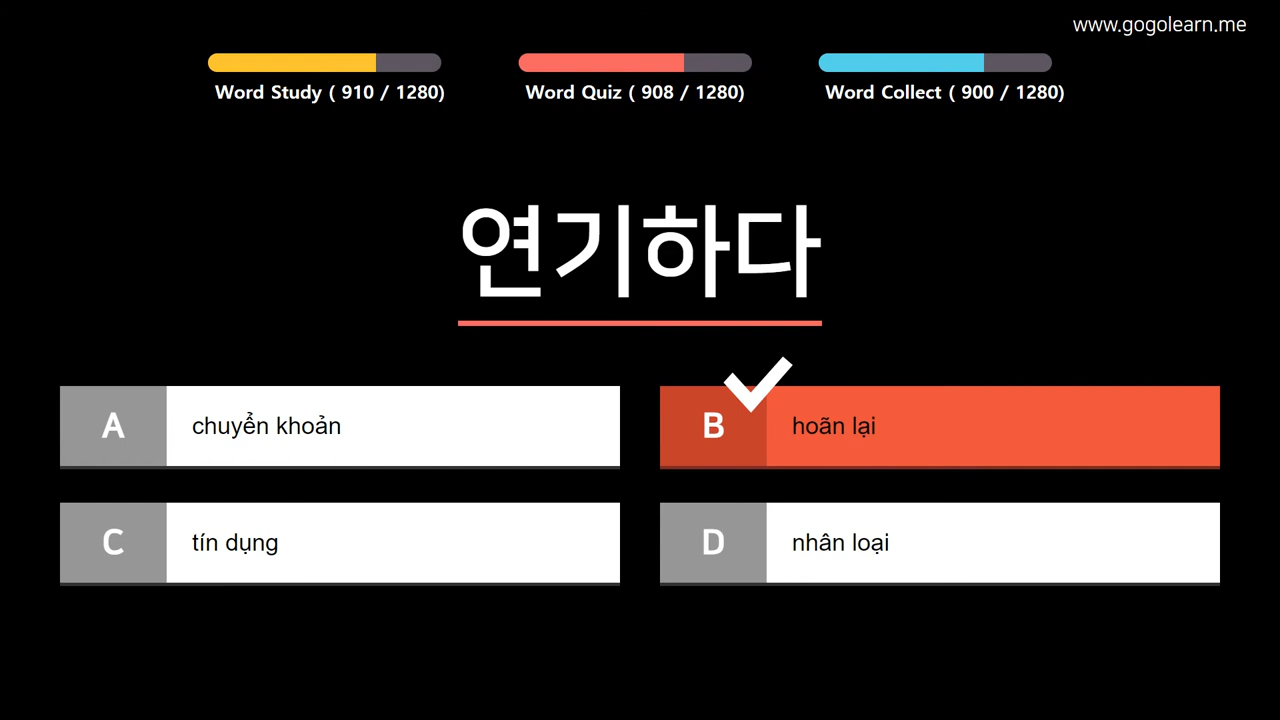 www.gogolearn.me
Word Study ( 910 / 1280)
Word Quiz ( 908 / 1280)
Word Collect ( 900 / 1280)
연기하다
A chuyển khoản
B hoãn lại
C tín dụng
D nhân loại